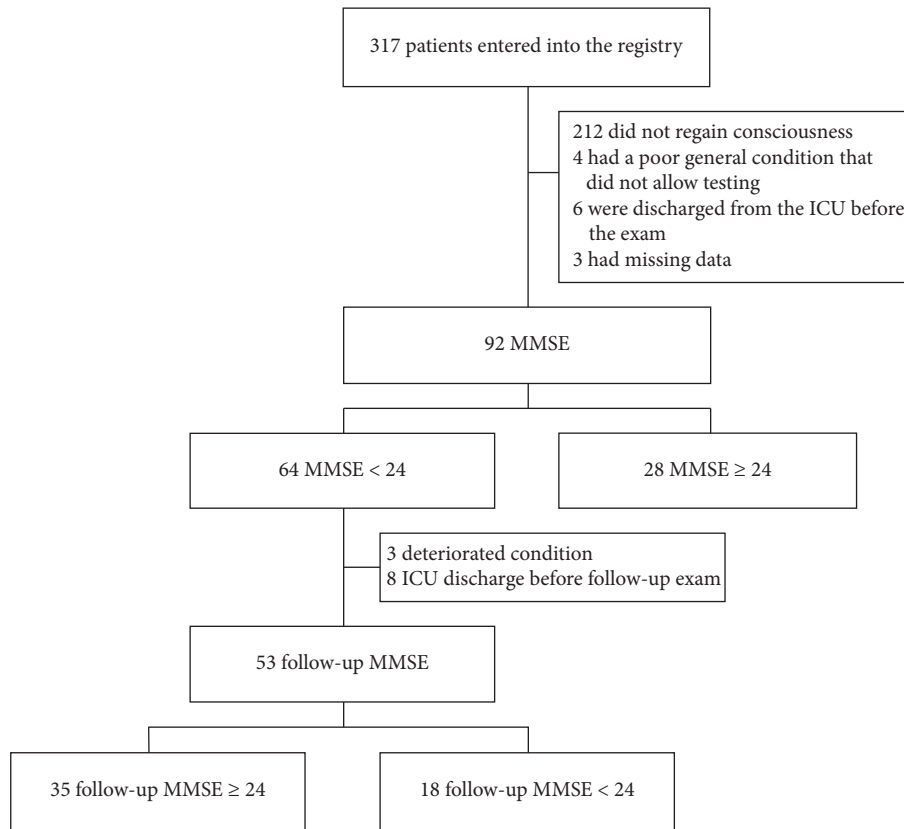 317 patients entered into the registry
212 did not regain consciousness
4 had a poor general condition that
did not allow testing
6 were discharged from the ICU before
the exam
3 had missing data
92 MMSE
64 MMSE < 24
28 MMSE ≥ 24
3 deteriorated condition
8 ICU discharge before follow-up exam
53 follow-up MMSE
35 follow-up MMSE ≥ 24
18 follow-up MMSE < 24